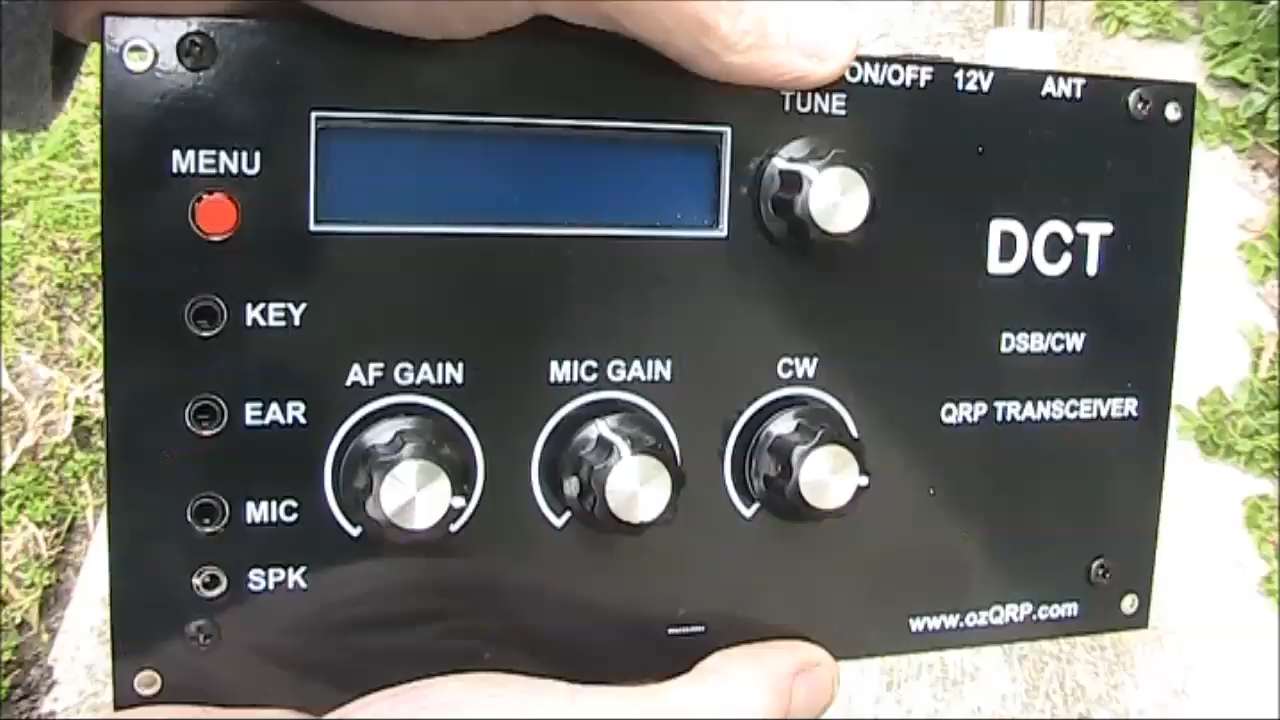 ON/OFF 12V ANT
TUNE
MENU
DCT
KEY
DSB/CW
AF GAIN MIC GAIN CW
EAR
QRP TRANSCEIVER
MIC
SPK
www.ozQRP.com